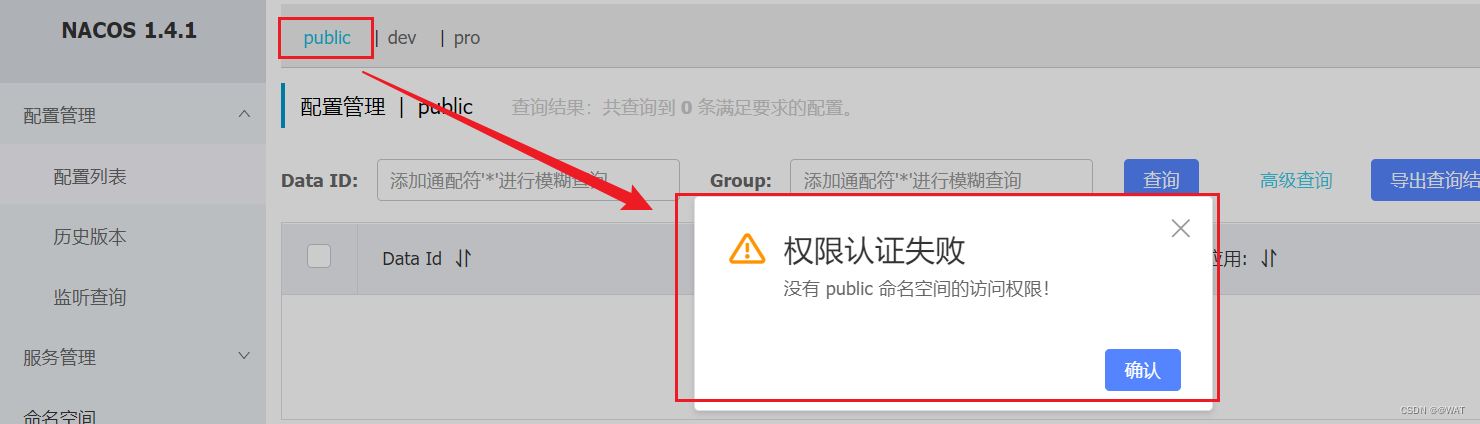 NACOS 1.4.1
public | dev | pro
配置管理
配置管理 | public 查询结果：共查询到 0 条满足要求的配置。
配置列表
Data ID: 添加通配符'*'进行模糊查询 Group: 添加通配符'*'进行模糊查询 查询 高级查询 导出查询结
历史版本
Data Id
应用:
权限认证失败
没有 public 命名空间的访问权限!
监听查询
服务管理
确认
命名空间
CSDN @@WAT